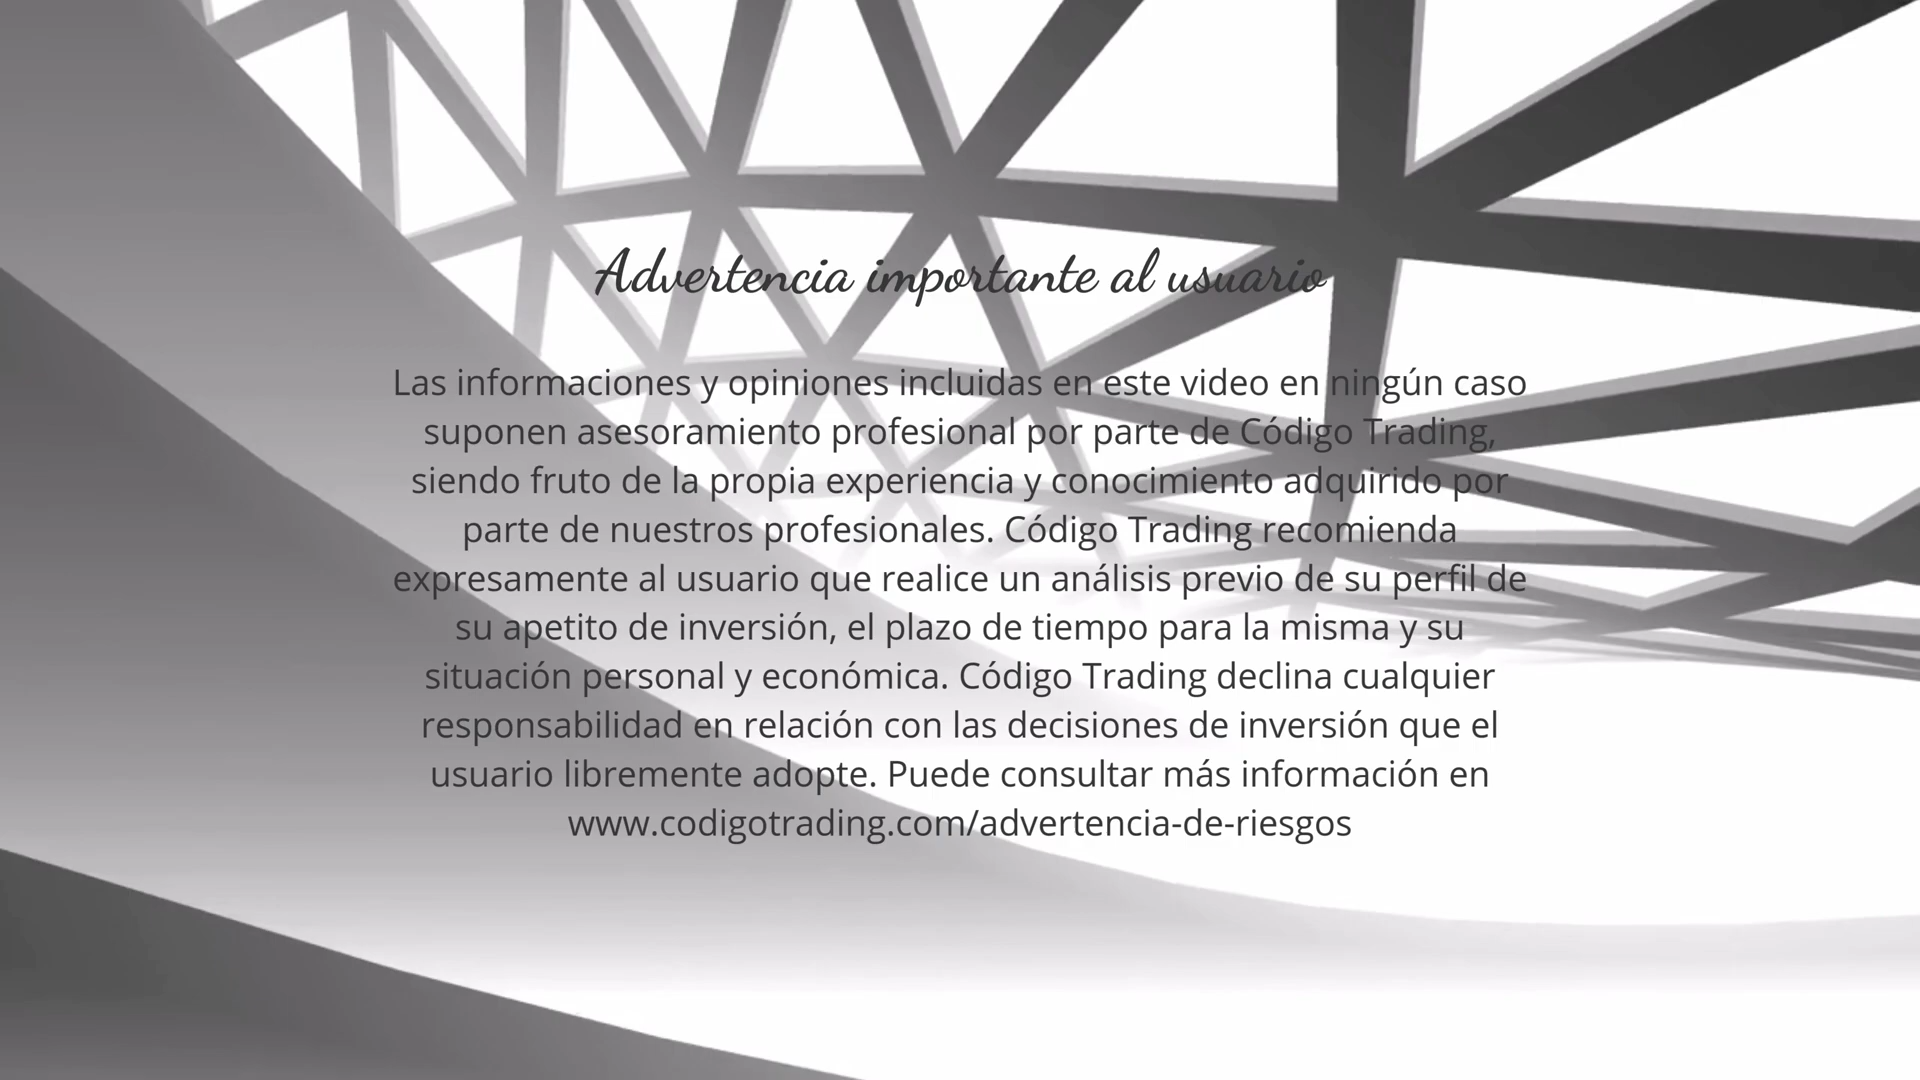 Advertencia importante al usuario
Las informaciones y opiniones incluidas en este video en ningún caso
suponen asesoramiento profesional por parte de Código Trading,
siendo fruto de la propia experiencia y conocimiento adquirido por
parte de nuestros profesionales. Código Trading recomienda
expresamente al usuario que realice un análisis previo de su perfil de
su apetito de inversión, el plazo de tiempo para la misma y su
situación personal y económica. Código Trading declina cualquier
responsabilidad en relación con las decisiones de inversión que el
usuario libremente adopte. Puede consultar más información en
www.codigotrading.com/advertencia-de-riesgos